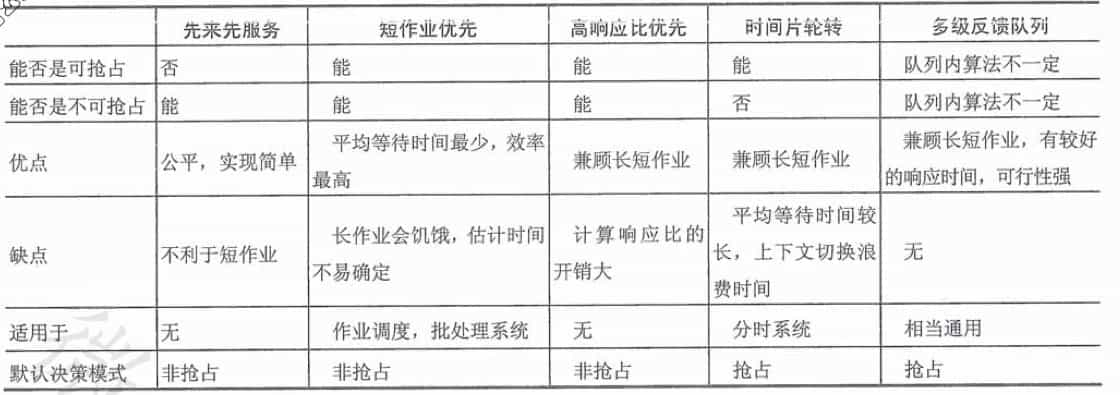 先来先服务 短作业优先 高响应比优先 时间片轮转 多级反馈队列
能否是可抢占 否 能 能 能 队列内算法不一定
能否是不可抢占 能 能 能 否 队列内算法不一定
优点 公平，实现简单 平均等待时间最少，效率最高 兼顾长短作业 兼顾长短作业 兼顾长短作业，有较好的响应时间，可行性强
缺点 不利于短作业 长作业会饥饿，估计时间不易确定 计算响应比的开销大 平均等待时间较长，上下文切换浪费时间 无
适用于 无 作业调度，批处理系统 无 分时系统 相当通用
默认决策模式 非抢占 非抢占 非抢占 抢占 抢占